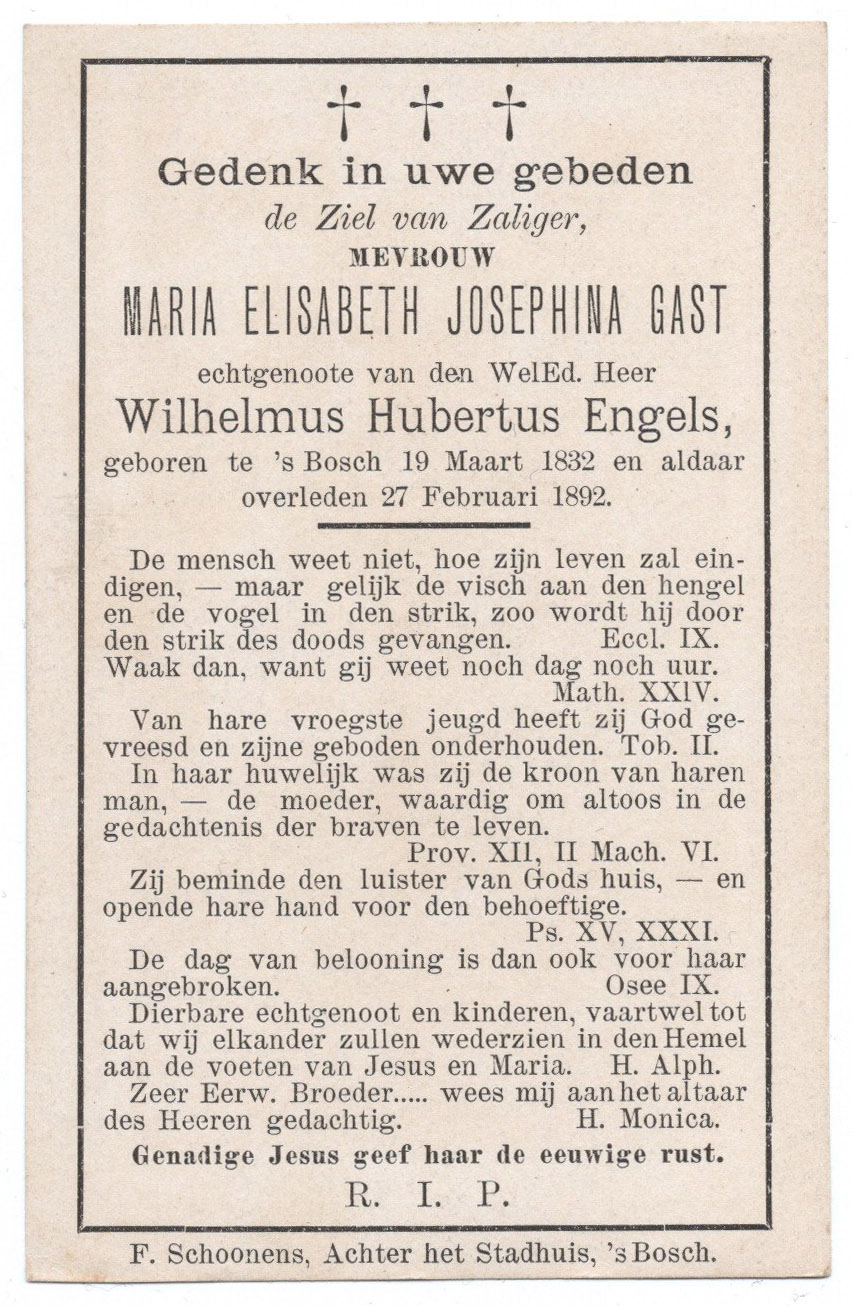 † † †
Gedenk in uwe gebeden
de Ziel van Zaliger,
MEVROUW
MARIA ELISABETH JOSEPHINA GAST
echtgenoote van den WelEd. Heer
Wilhelmus Hubertus Engels,
geboren te 's Bosch 19 Maart 1832 en aldaar
overleden 27 Februari 1892.
De mensch weet niet, hoe zijn leven zal ein-
digen, — maar gelijk de visch aan den hengel
en de vogel in den strik, zoo wordt hij door
den strik des doods gevangen. Eccl. IX.
Waak dan, want gij weet noch dag noch uur.
Math. XXlV.
Van hare vroegste jeugd heeft zij God ge-
vreesd en zijne geboden onderhouden. Tob. II.
In haar huwelijk was zij de kroon van haren
man, — de moeder, waardig om altoos in de
gedachtenis der braven te leven.
Prov. XIl, II Mach. VI.
Zij beminde den luister van Gods huis, — en
opende hare hand voor den behoeftige.
Ps. XV, XXXI.
De dag van belooning is dan ook voor haar
aangebroken. Osee IX.
Dierbare echtgenoot en kinderen, vaartwel tot
dat wij elkander zullen wederzien in den Hemel
aan de voeten van Jesus en Maria. H. Alph.
Zeer Eerw. Broeder..... wees mij aan het altaar
des Heeren gedachtig. H. Monica.
Genadige Jesus geef haar de eeuwige rust.
R. I. P.
F. Schoonens, Achter het Stadhuis, 's Bosch.